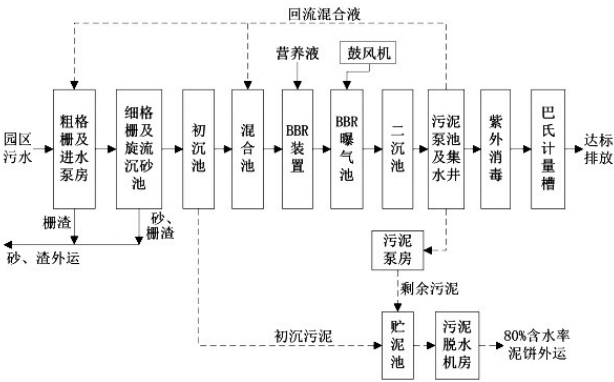 回流混合液
营养液
鼓风机
园区
污水
粗格
栅及
进水
泵房
细格
栅及
旋流
沉砂
池
初沉池
混合池
BBR
装置
BBR
曝气池
二沉池
污泥
泵池
及集
水井
紫外消毒
巴氏计量槽
达标
排放
栅渣
砂、
栅渣
砂、渣外运
污泥
泵房
剩余污泥
初沉污泥
贮泥池
污泥
脱水
机房
80%含水率
泥饼外运